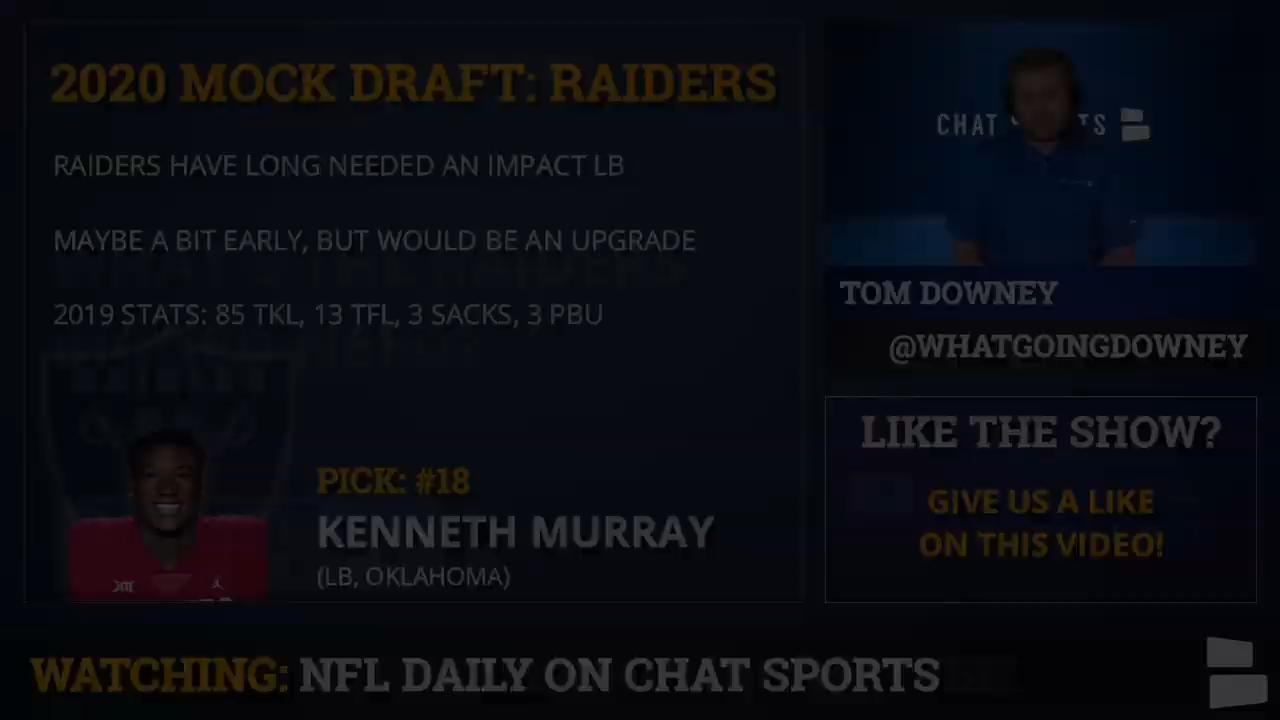 2020 MOCK DRAFT: RAIDERS
RAIDERS HAVE LONG NEEDED AN IMPACT LB
MAYBE A BIT EARLY, BUT WOULD BE AN UPGRADE
2019 STATS: 85 TKL, 13 TFL, 3 SACKS, 3 PBU
PICK: #18
KENNETH MURRAY
(LB, OKLAHOMA)
CHAT
TOM DOWNEY
@WHATGOINGDOWNEY
LIKE THE SHOW?
GIVE US A LIKE
ON THIS VIDEO!
WATCHING: NFL DAILY ON CHAT SPORTS